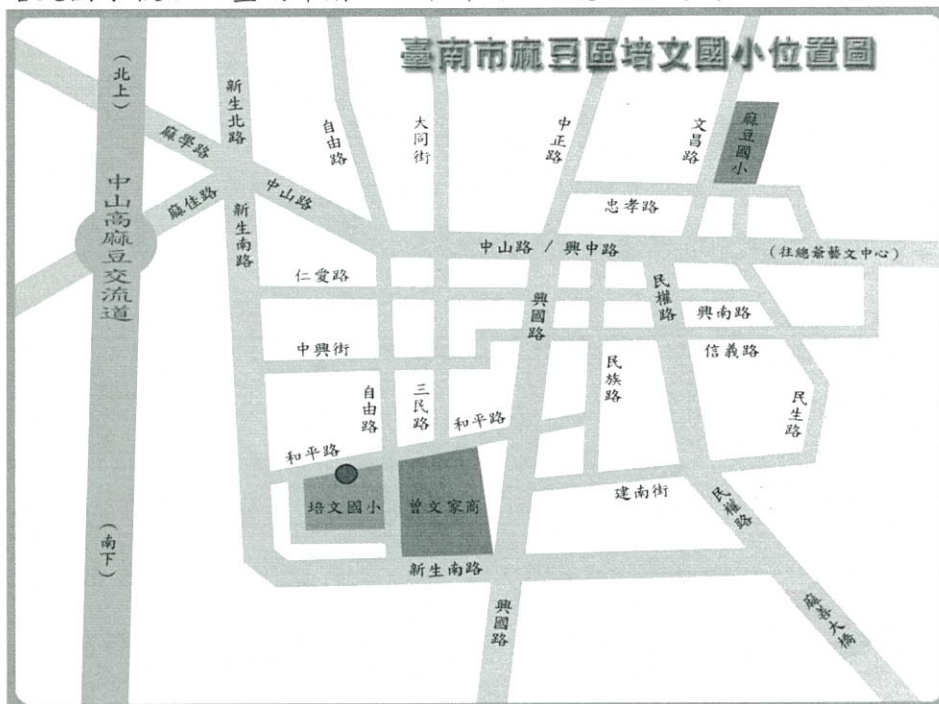 臺南市麻豆區培文國小位置圖
(北上)
中山高麻豆交流道
(南下)
麻學路
麻佳路
新生北路
新生南路
中山路
自由路
大同街
中正路
文昌路
麻豆國小
忠孝路
中山路 / 興中路
(往總爺藝文中心)
仁愛路
興國路
民權路
興南路
信義路
中興街
自由路
三民路
和平路
和平路
民族路
民生路
培文國小
曾文家商
建南街
民權路
新生南路
興國路
麻善大橋